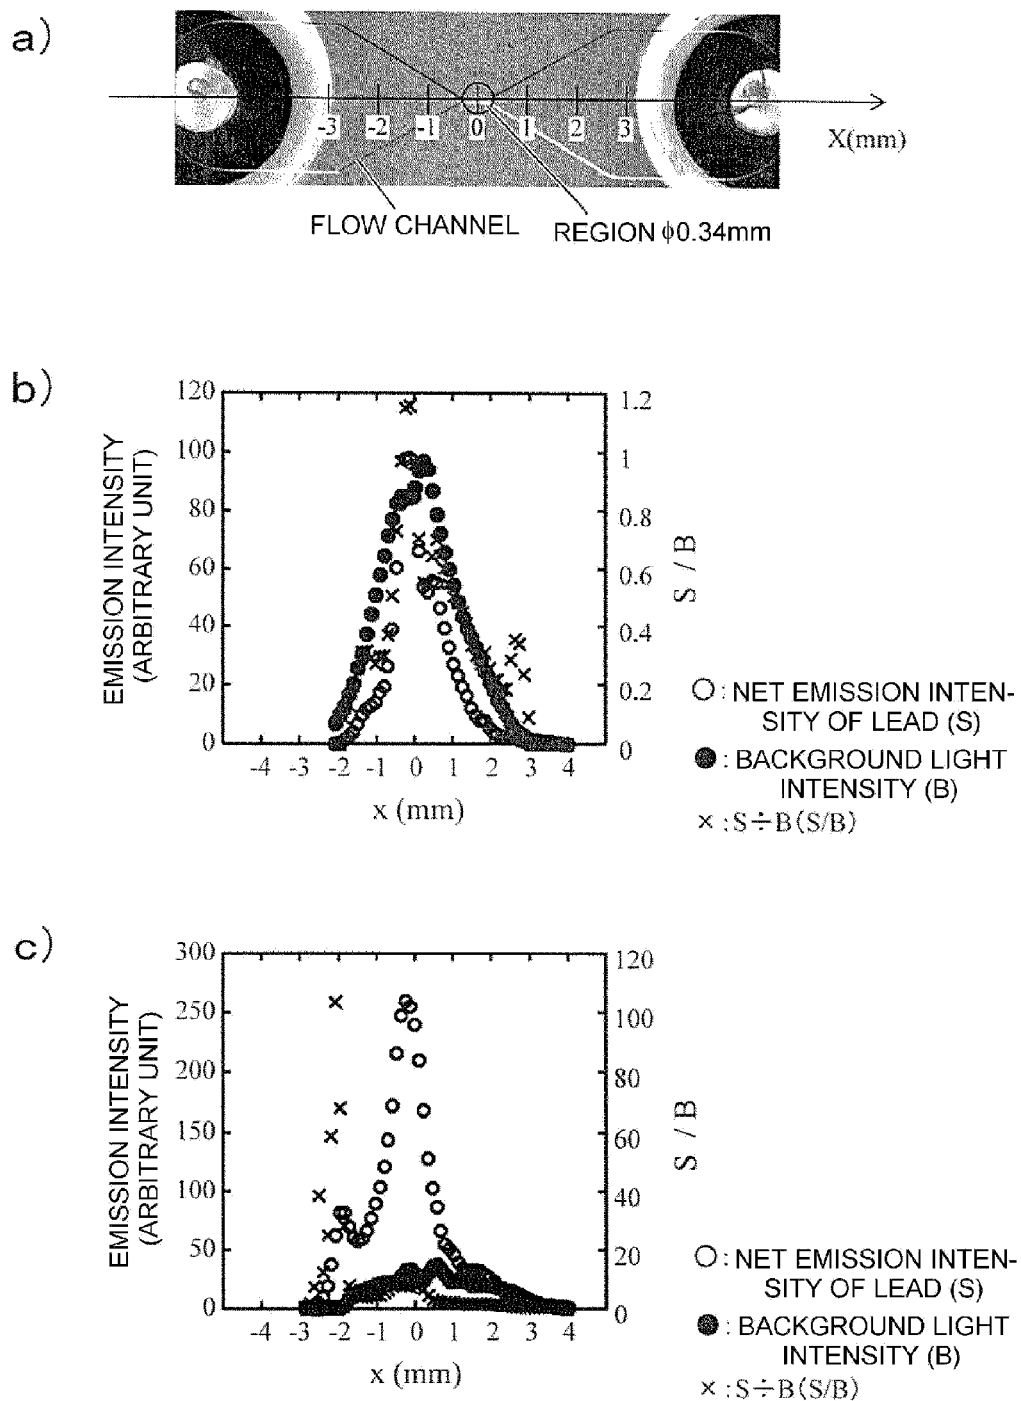 a)
-3 -2 -1 0 1 2 3
X(mm)
FLOW CHANNEL
REGION ϕ0.34mm
b)
EMISSION INTENSITY
(ARBITRARY UNIT)
120
100
80
60
40
20
0
1.2
1
0.8
0.6
0.4
0.2
0
S / B
-4 -3 -2 -1 0 1 2 3 4
x (mm)
○ : NET EMISSION INTEN-
SITY OF LEAD (S)
● : BACKGROUND LIGHT
INTENSITY (B)
× : S÷B(S/B)
c)
EMISSION INTENSITY
(ARBITRARY UNIT)
300
250
200
150
100
50
0
120
100
80
60
40
20
0
S / B
-4 -3 -2 -1 0 1 2 3 4
x (mm)
○ : NET EMISSION INTEN-
SITY OF LEAD (S)
● : BACKGROUND LIGHT
INTENSITY (B)
× : S÷B(S/B)